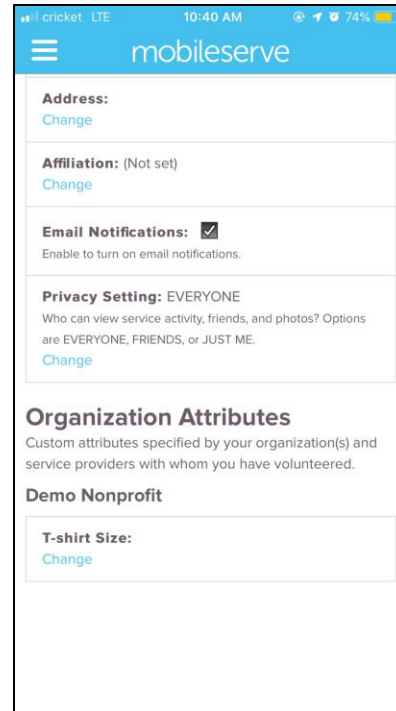 cricket LTE 10:40 AM 74%
mobileserve
Address:
Change
Affiliation: (Not set)
Change
Email Notifications:
Enable to turn on email notifications.
Privacy Setting: EVERYONE
Who can view service activity, friends, and photos? Options
are EVERYONE, FRIENDS, or JUST ME.
Change
Organization Attributes
Custom attributes specified by your organization(s) and
service providers with whom you have volunteered.
Demo Nonprofit
T-shirt Size:
Change